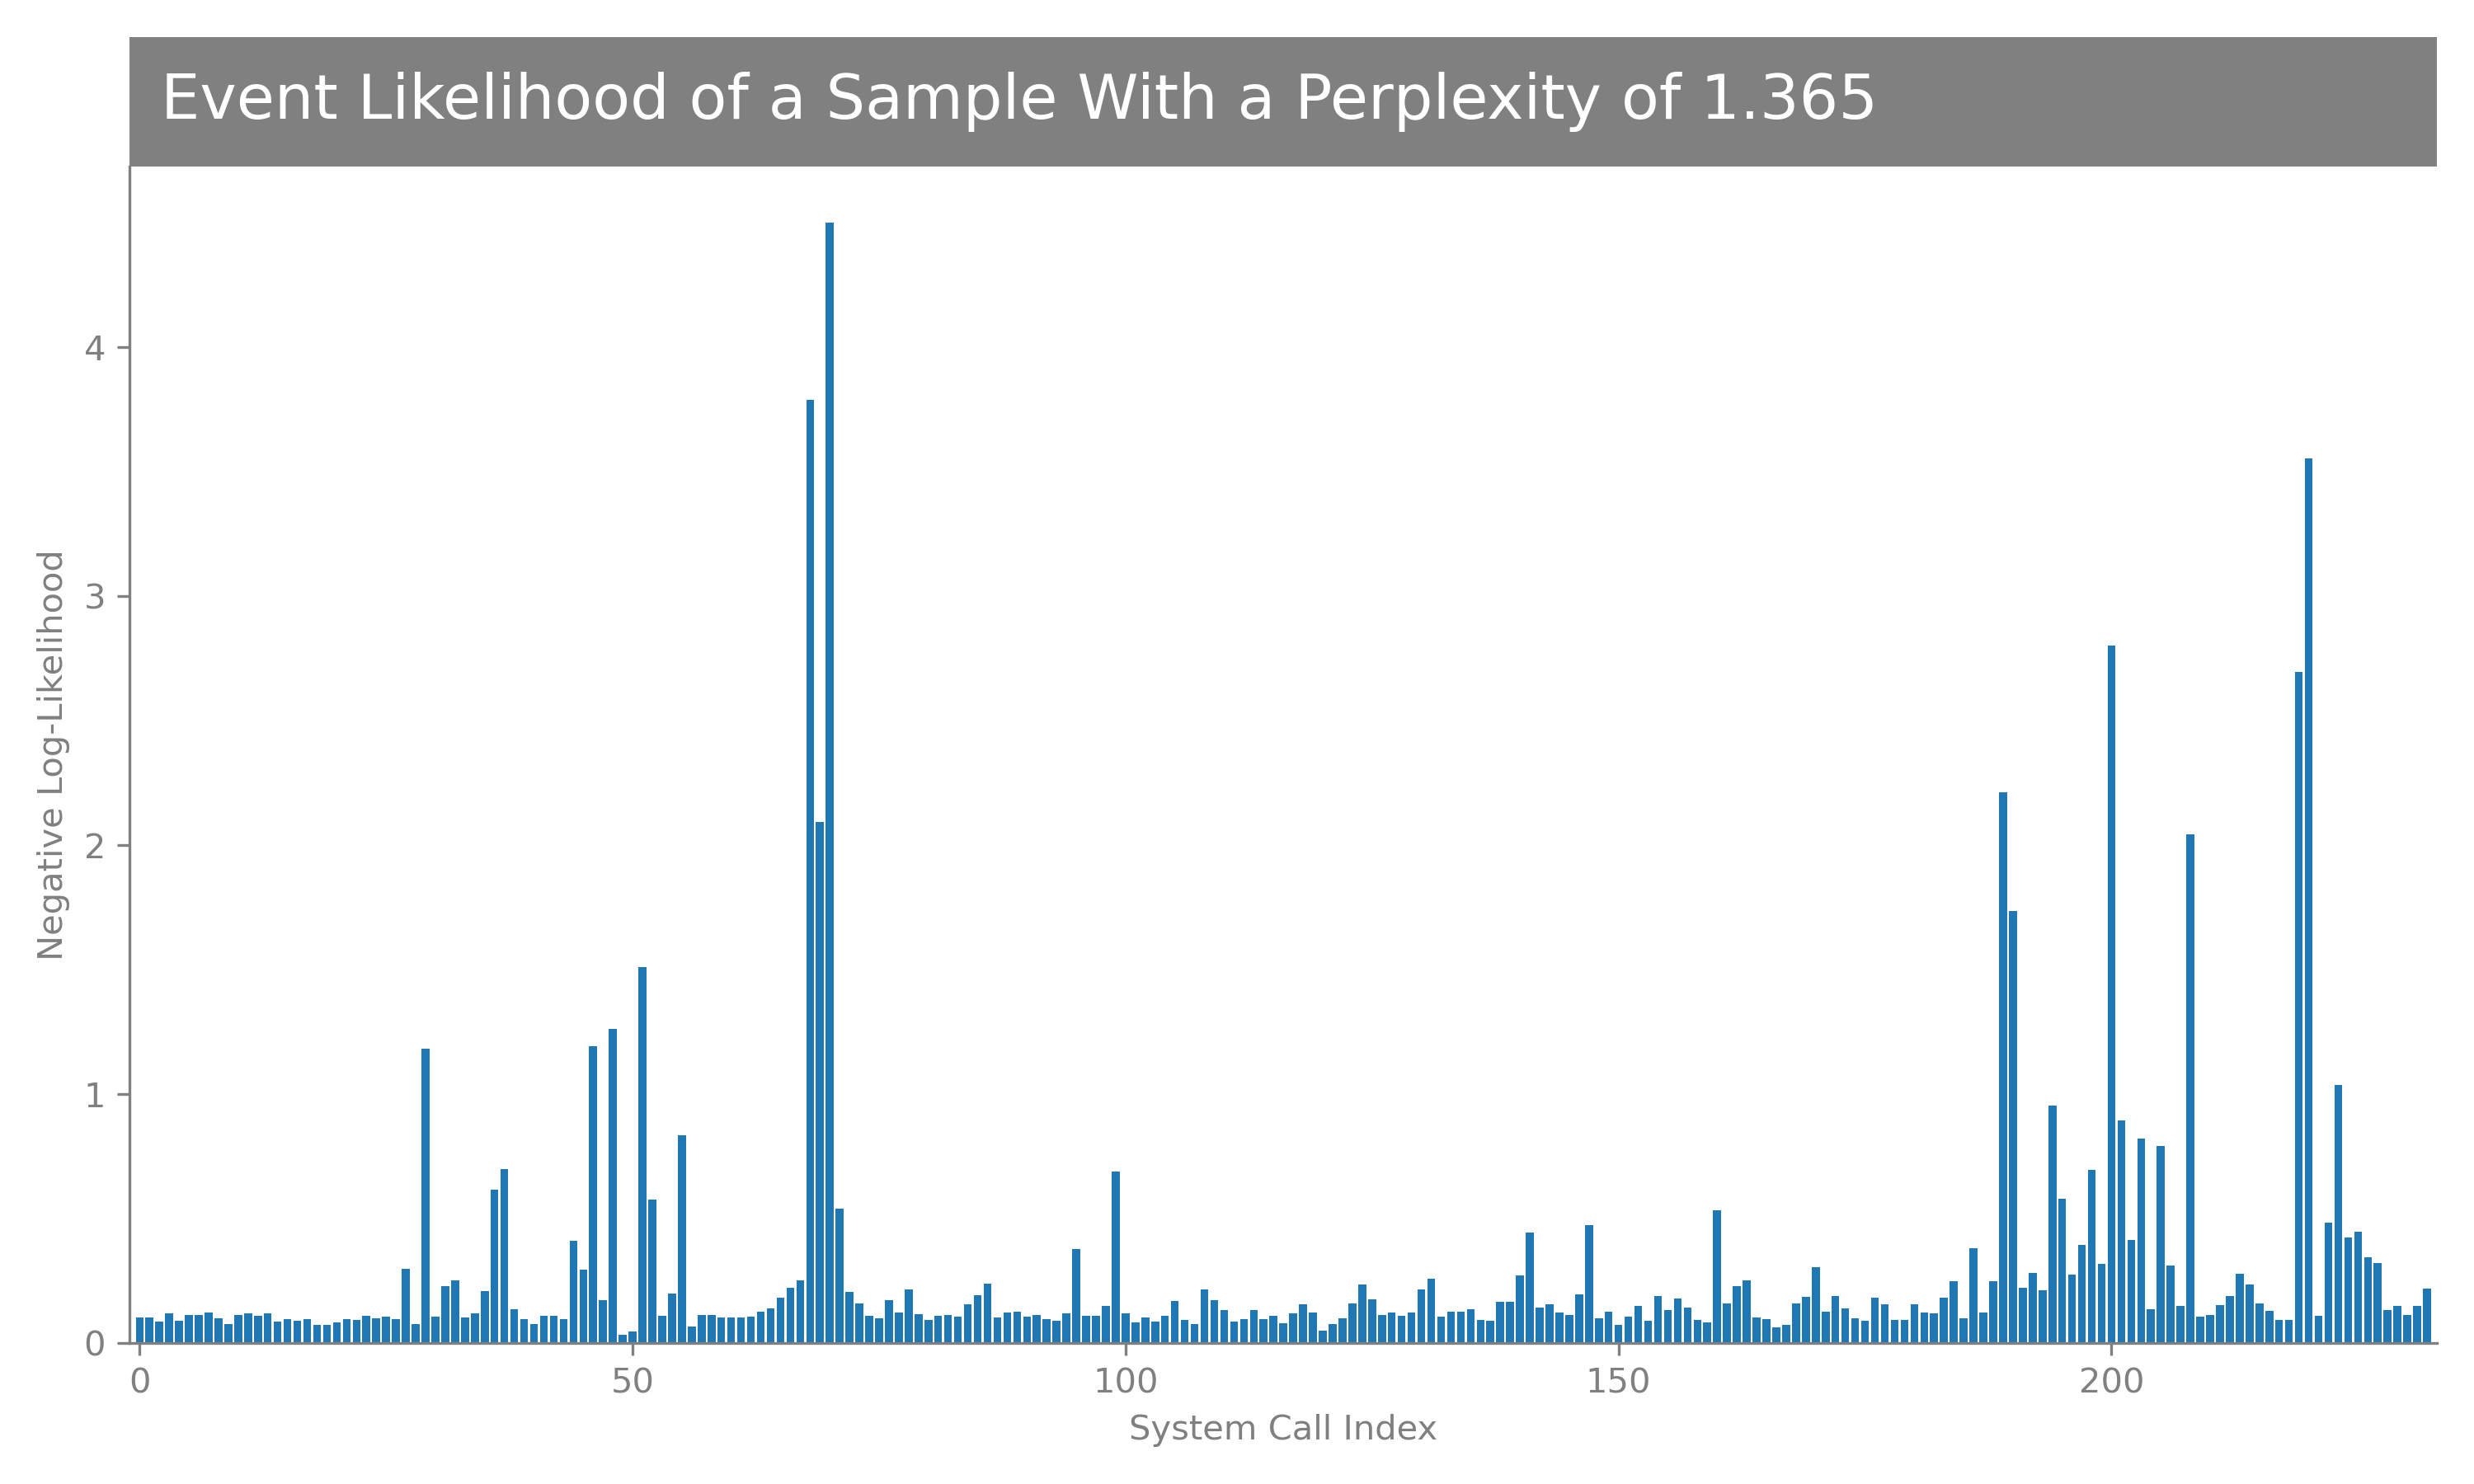 Event Likelihood of a Sample With a Perplexity of 1.365
4
3
2
1
0
Negative Log-Likelihood
0 50 100 150 200
System Call Index